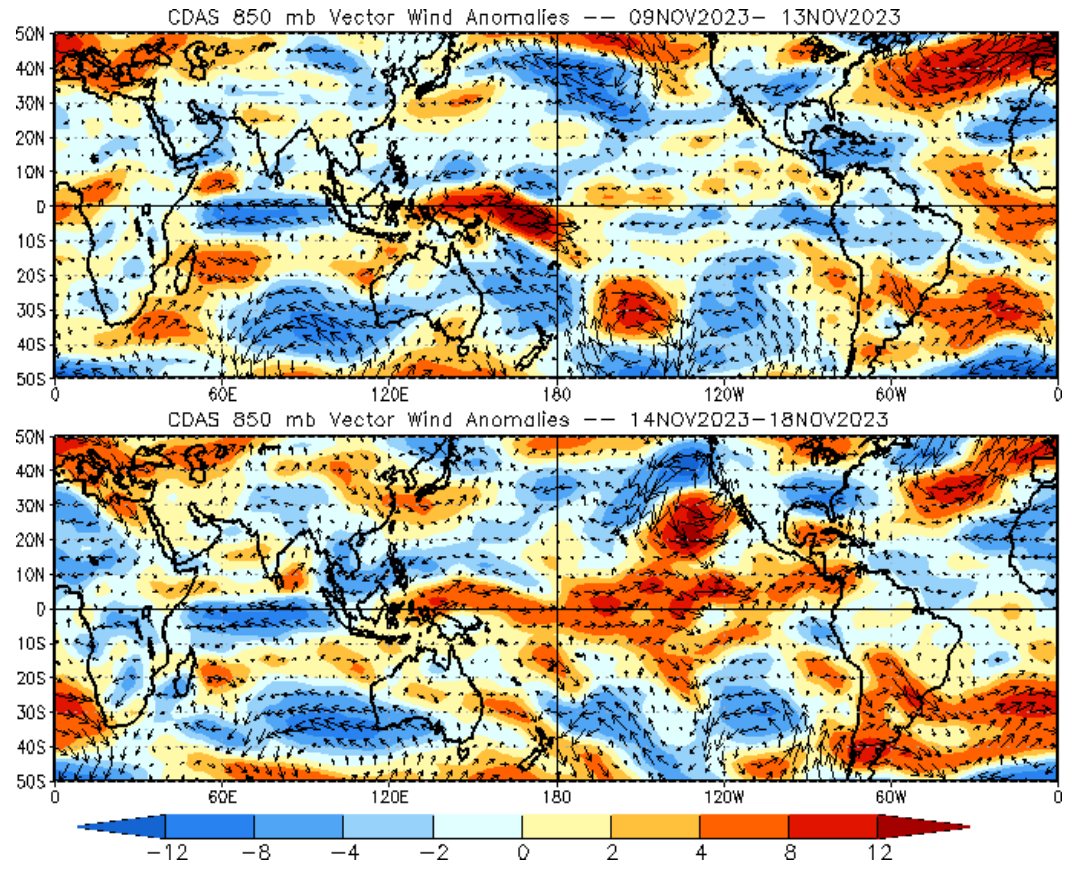 CDAS 850 mb Vector Wind Anomalies -- 09NOV2023- 13NOV2023
50N
40N
30N
20N
10N
0
10S
20S
30S
40S
50S
0 60E 120E 180 120W 60W 0
CDAS 850 mb Vector Wind Anomalies -- 14NOV2023-18NOV2023
50N
40N
30N
20N
10N
0
10S
20S
30S
40S
50S
0 60E 120E 180 120W 60W 0
-12 -8 -4 -2 0 2 4 8 12